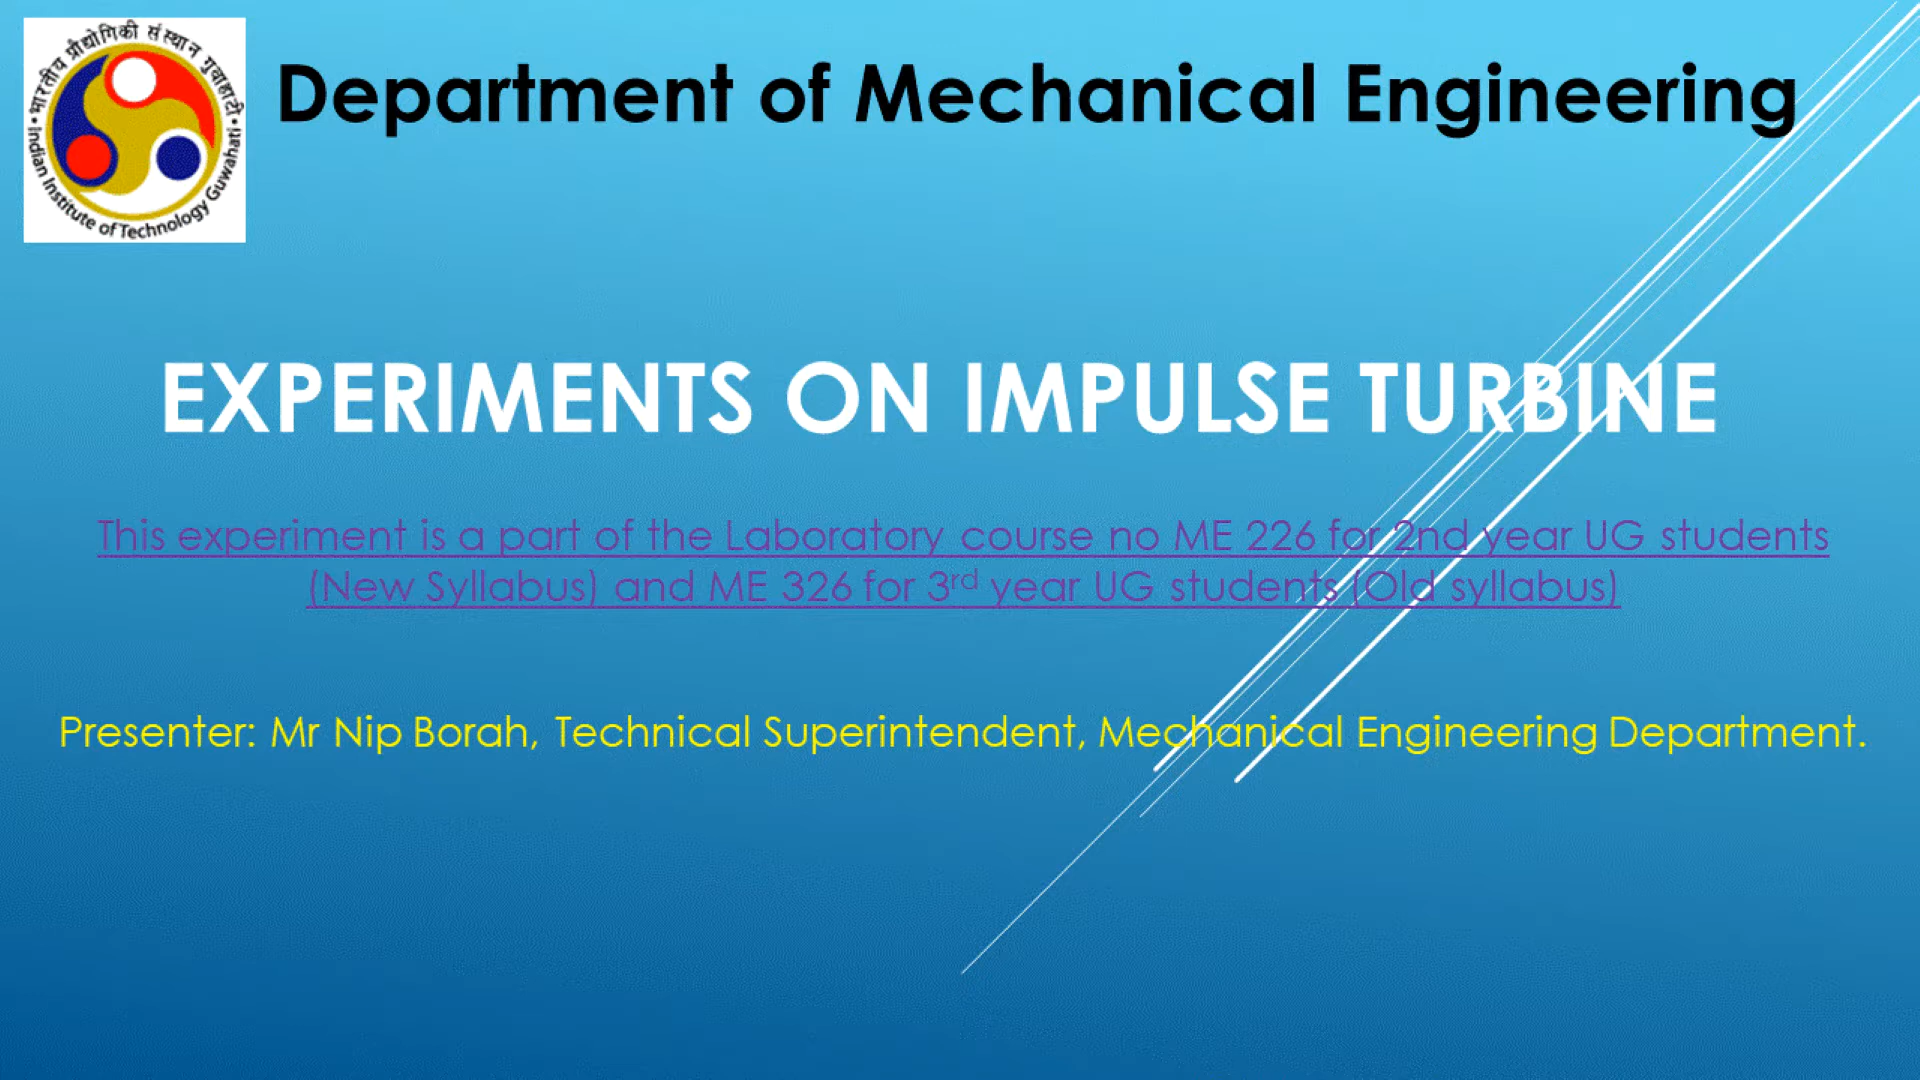 भारतीय प्रौद्योगिकी संस्थान गुवाहाटी
Indian Institute of Technology Guwahati
Department of Mechanical Engineering
EXPERIMENTS ON IMPULSE TURBINE
This experiment is a part of the Laboratory course no ME 226 for 2nd year UG students
(New Syllabus) and ME 326 for 3rd year UG students (Old syllabus)
Presenter: Mr Nip Borah, Technical Superintendent, Mechanical Engineering Department.